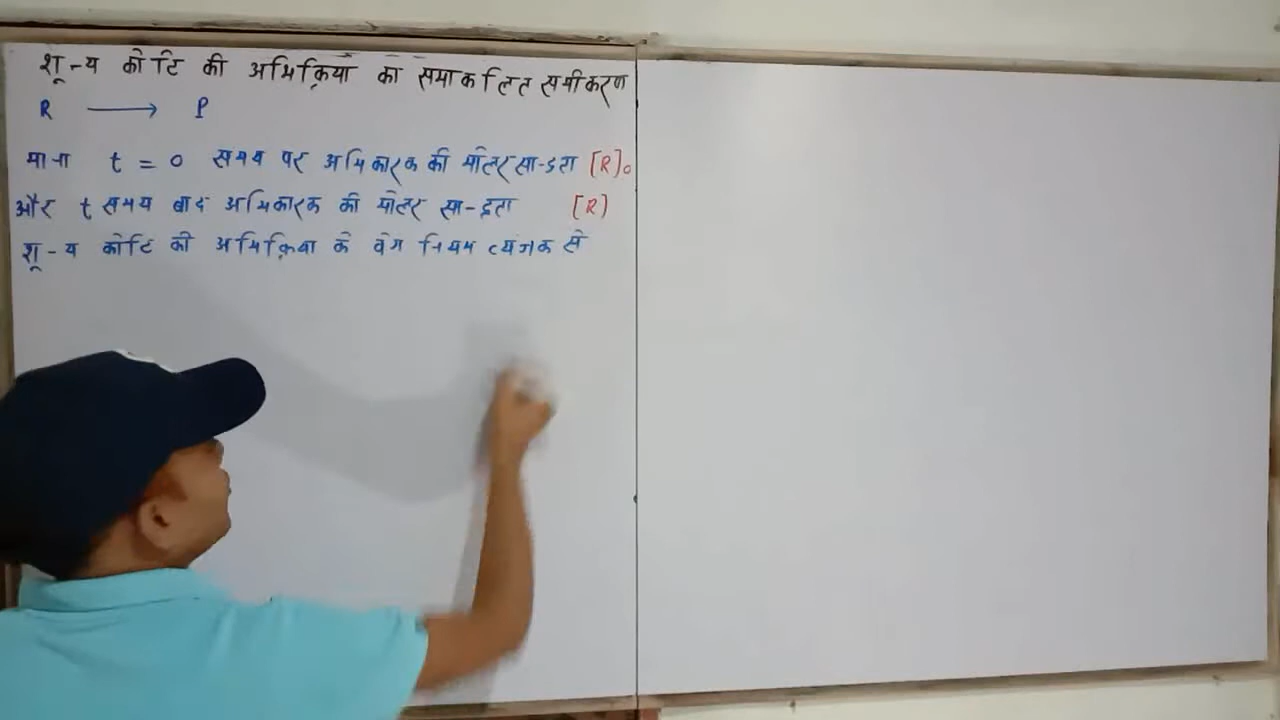 शून्य कोटि की अभिक्रिया का समाकलित समीकरण
R ⟶ P
माना t = 0 समय पर अभिकारक की मोलर सान्द्रता [R]₀
और t समय बाद अभिकारक की मोलर सान्द्रता [R]
शून्य कोटि की अभिक्रिया के वेग नियम व्यंजक से